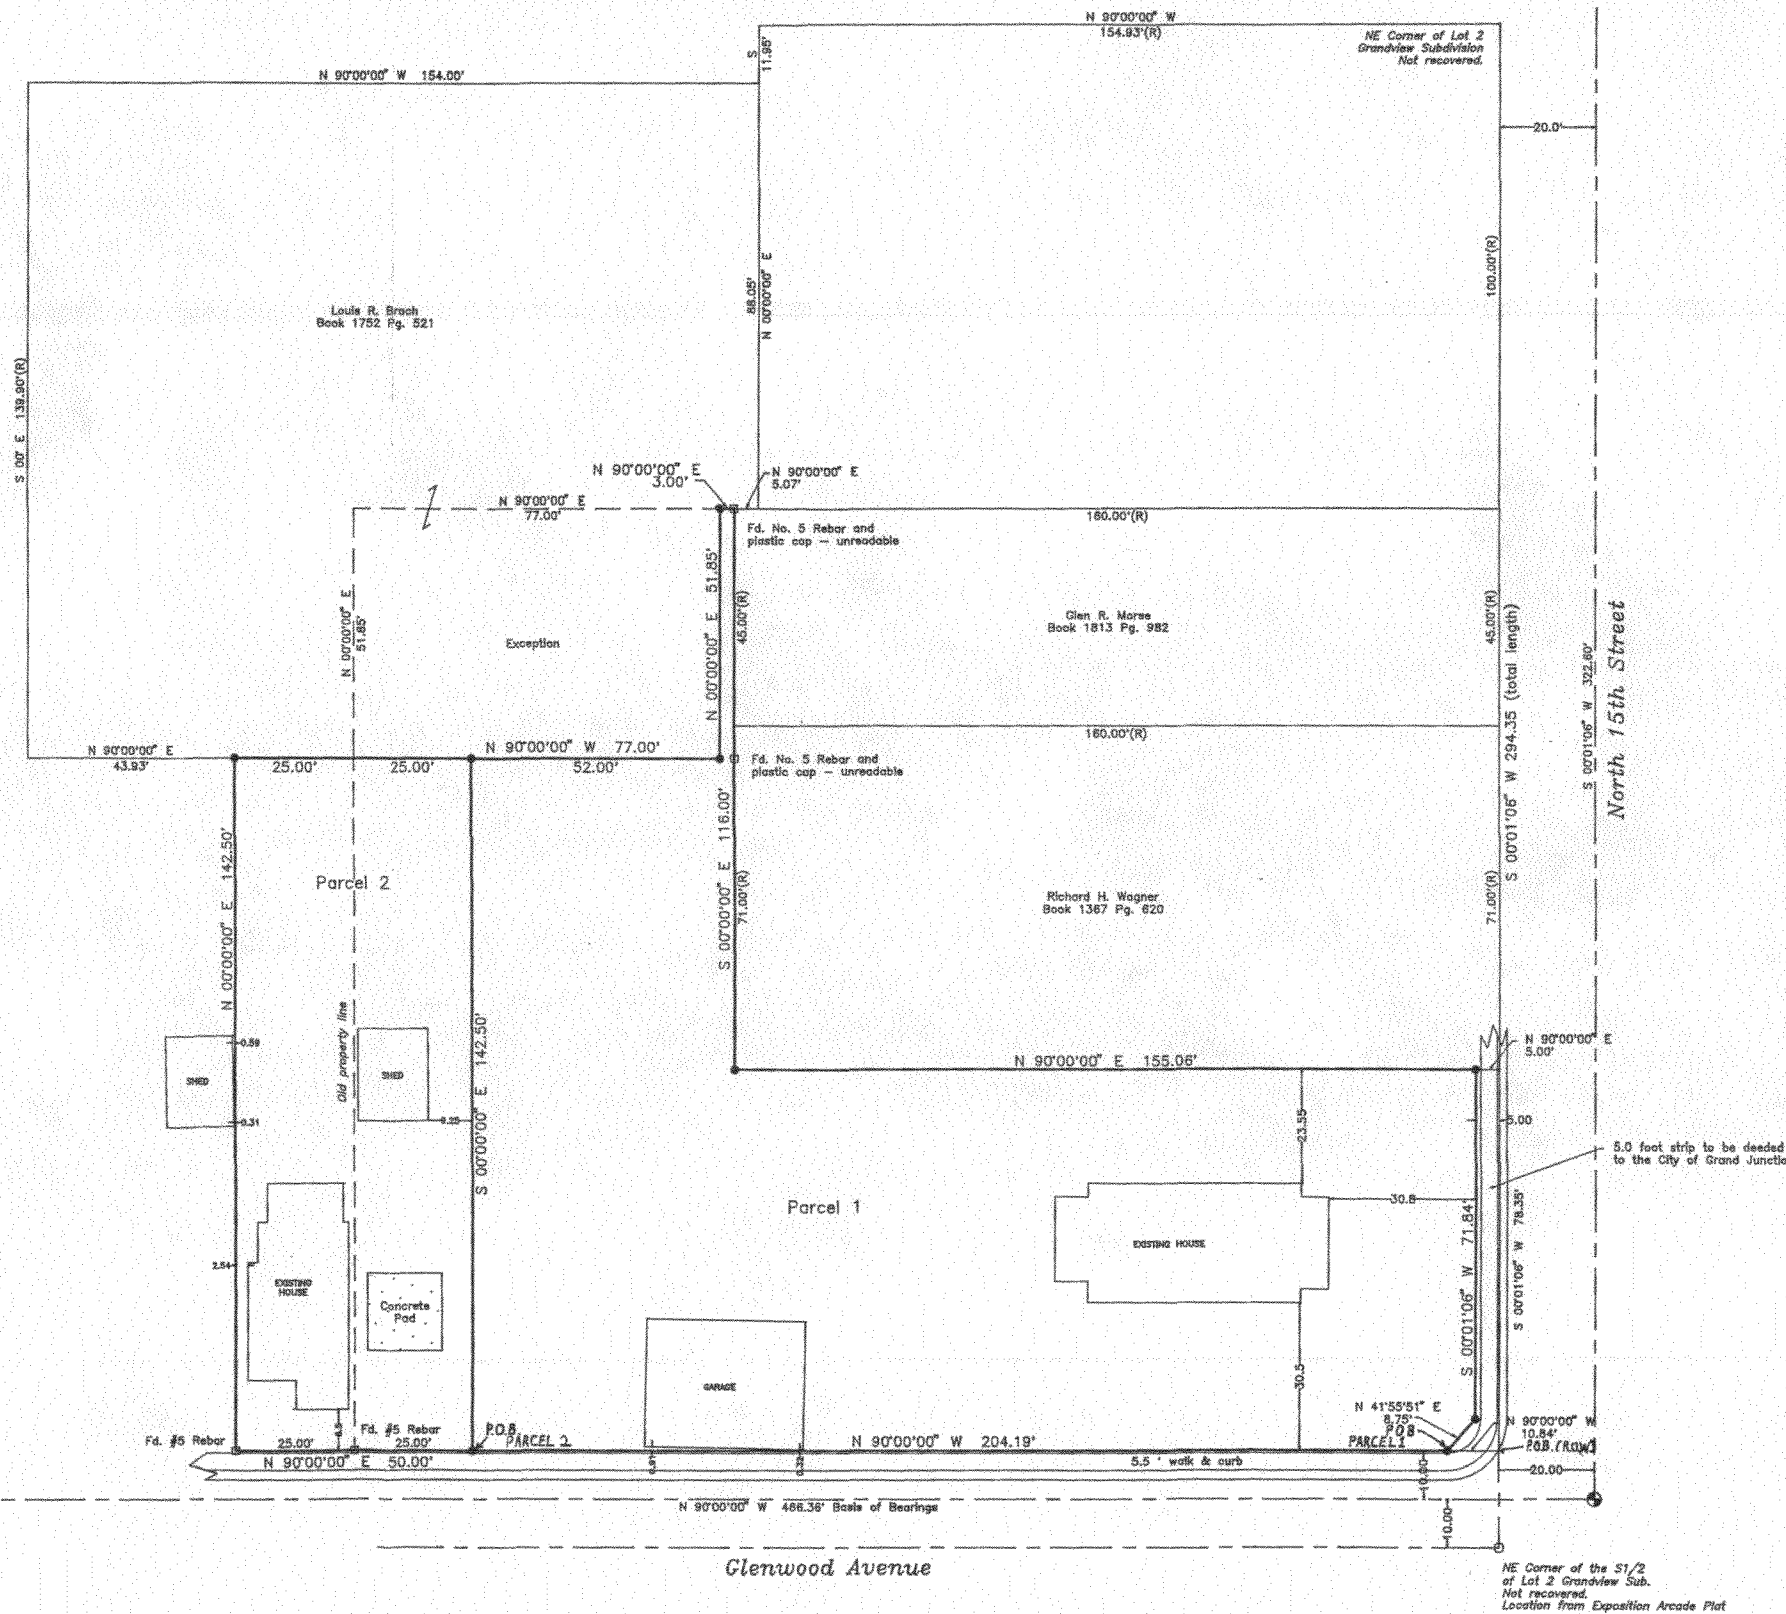 N 90°00'00" W
154.93'(R)
NE Corner of Lot 2
Grandview Subdivision
Not recovered.
S
11.95'
N 90°00'00" W 154.00'
20.0'
100.00'(R)
88.05'
N 00°00'00" E
Louis R. Brach
Book 1752 Pg. 521
S 00° E 139.90'(R)
N 90°00'00" E
3.00'
N 90°00'00" E
5.07'
N 90°00'00" E
77.00'
160.00'(R)
Fd. No. 5 Rebar and
plastic cap – unreadable
N 00°00'00" E 51.85'
45.00'(R)
N 00°00'00" E
51.85'
Exception
Glen R. Morse
Book 1813 Pg. 982
45.00'(R)
S 00°01'06" W 294.35 (total length)
S 00°01'06" W 322.60'
North 15th Street
160.00'(R)
N 90°00'00" E
43.93'
25.00'
25.00'
N 90°00'00" W 77.00'
52.00'
Fd. No. 5 Rebar and
plastic cap – unreadable
S 00°00'00" E 116.00'
71.00'(R)
N 00°00'00" E 142.50'
Parcel 2
Richard H. Wagner
Book 1367 Pg. 620
71.00'(R)
Old property line
S 00°00'00" E 142.50'
0.59
SHED
0.31
SHED
N 90°00'00" E 155.06'
N 90°00'00" E
5.00'
23.55
5.00
5.0 foot strip to be deeded
to the City of Grand Junctio
Parcel 1
30.8
S 00°01'06" W 71.84'
S 00°01'06" W 78.35'
EXISTING HOUSE
2.54
EXISTING
HOUSE
Concrete
Pad
GARAGE
30.5
N 41°55'51" E
8.75'
P.O.B
PARCEL 1
N 90°00'00" W
10.84'
P.O.B. (ROW)
Fd. #5 Rebar
25.00'
Fd. #5 Rebar
25.00'
P.O.B.
PARCEL 2
N 90°00'00" W 204.19'
N 90°00'00" E 50.00'
5.5 ' walk & curb
10.00
20.00
N 90°00'00" W 466.36' Basis of Bearings
10.00
Glenwood Avenue
NE Corner of the S1/2
of Lot 2 Grandview Sub.
Not recovered.
Location from Exposition Arcade Plat